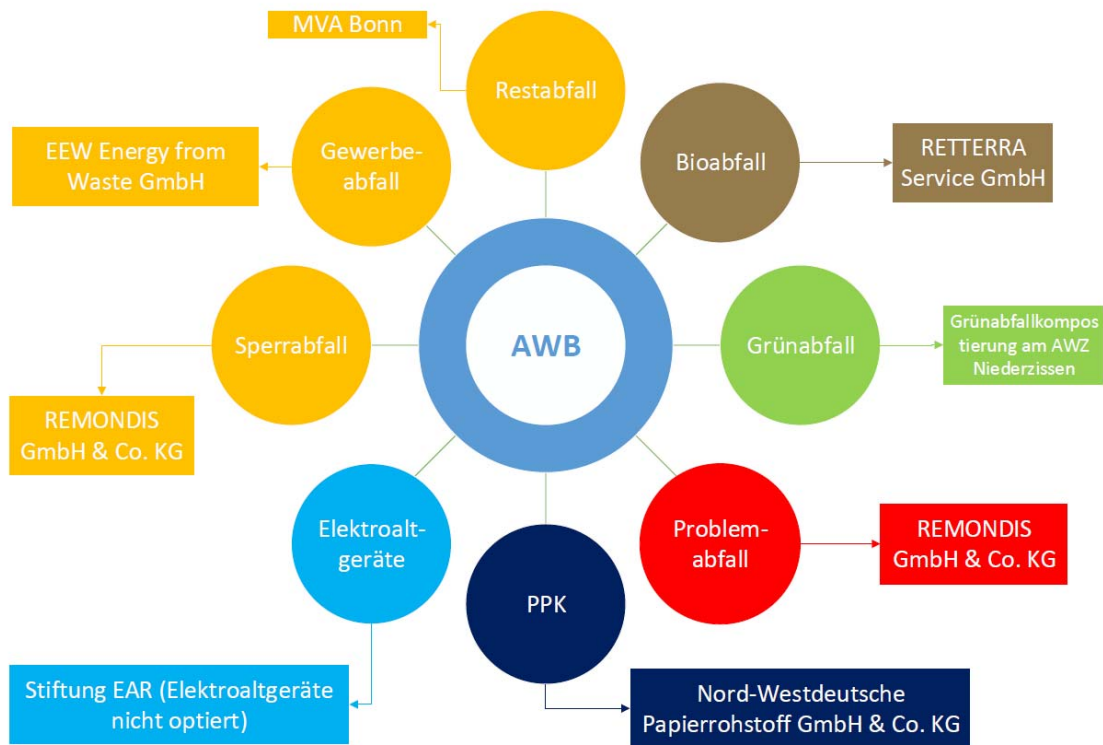 MVA Bonn
Restabfall
EEW Energy from
Waste GmbH
Gewerbe-
abfall
Bioabfall
RETTERRA
Service GmbH
Sperrabfall
AWB
Grünabfall
Grünabfallkompos
tierung am AWZ
Niederzissen
REMONDIS
GmbH & Co. KG
Elektroalt-
geräte
PPK
Problem-
abfall
REMONDIS
GmbH & Co. KG
Stiftung EAR (Elektroaltgeräte
nicht optiert)
Nord-Westdeutsche
Papierrohstoff GmbH & Co. KG